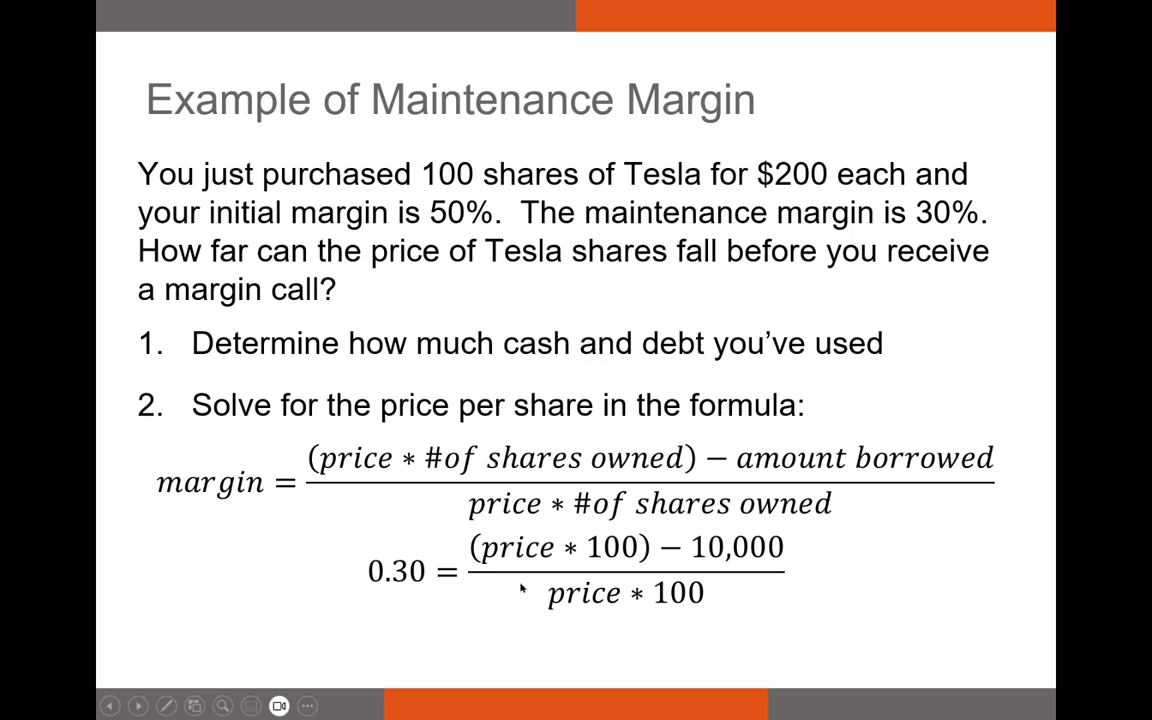 Example of Maintenance Margin
You just purchased 100 shares of Tesla for $200 each and
your initial margin is 50%.  The maintenance margin is 30%.
How far can the price of Tesla shares fall before you receive
a margin call?
1. Determine how much cash and debt you’ve used
2. Solve for the price per share in the formula:
(price ∗ #of shares owned) − amount borrowed
margin =
price ∗ #of shares owned
(price ∗ 100) − 10,000
0.30 =
price ∗ 100